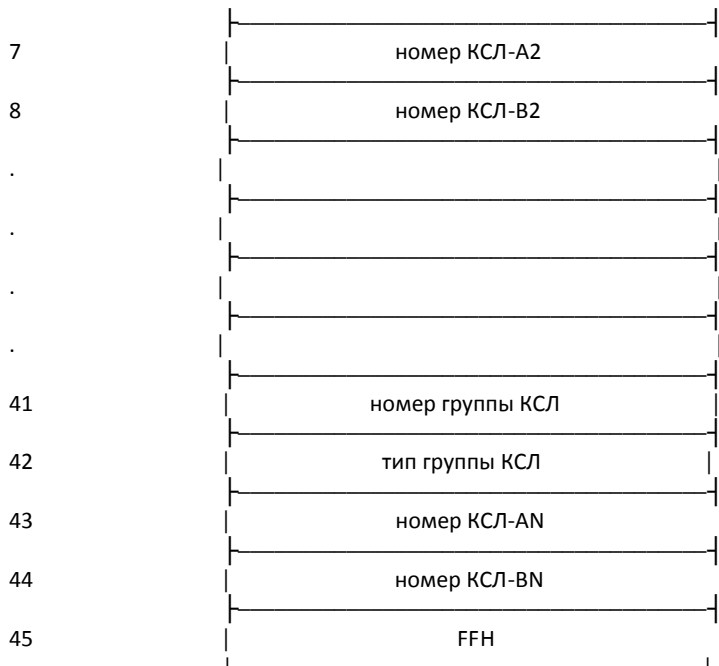 7 номер КСЛ-А2
8 номер КСЛ-В2
.
.
.
.
41 номер группы КСЛ
42 тип группы КСЛ
43 номер КСЛ-АN
44 номер КСЛ-BN
45 FFH